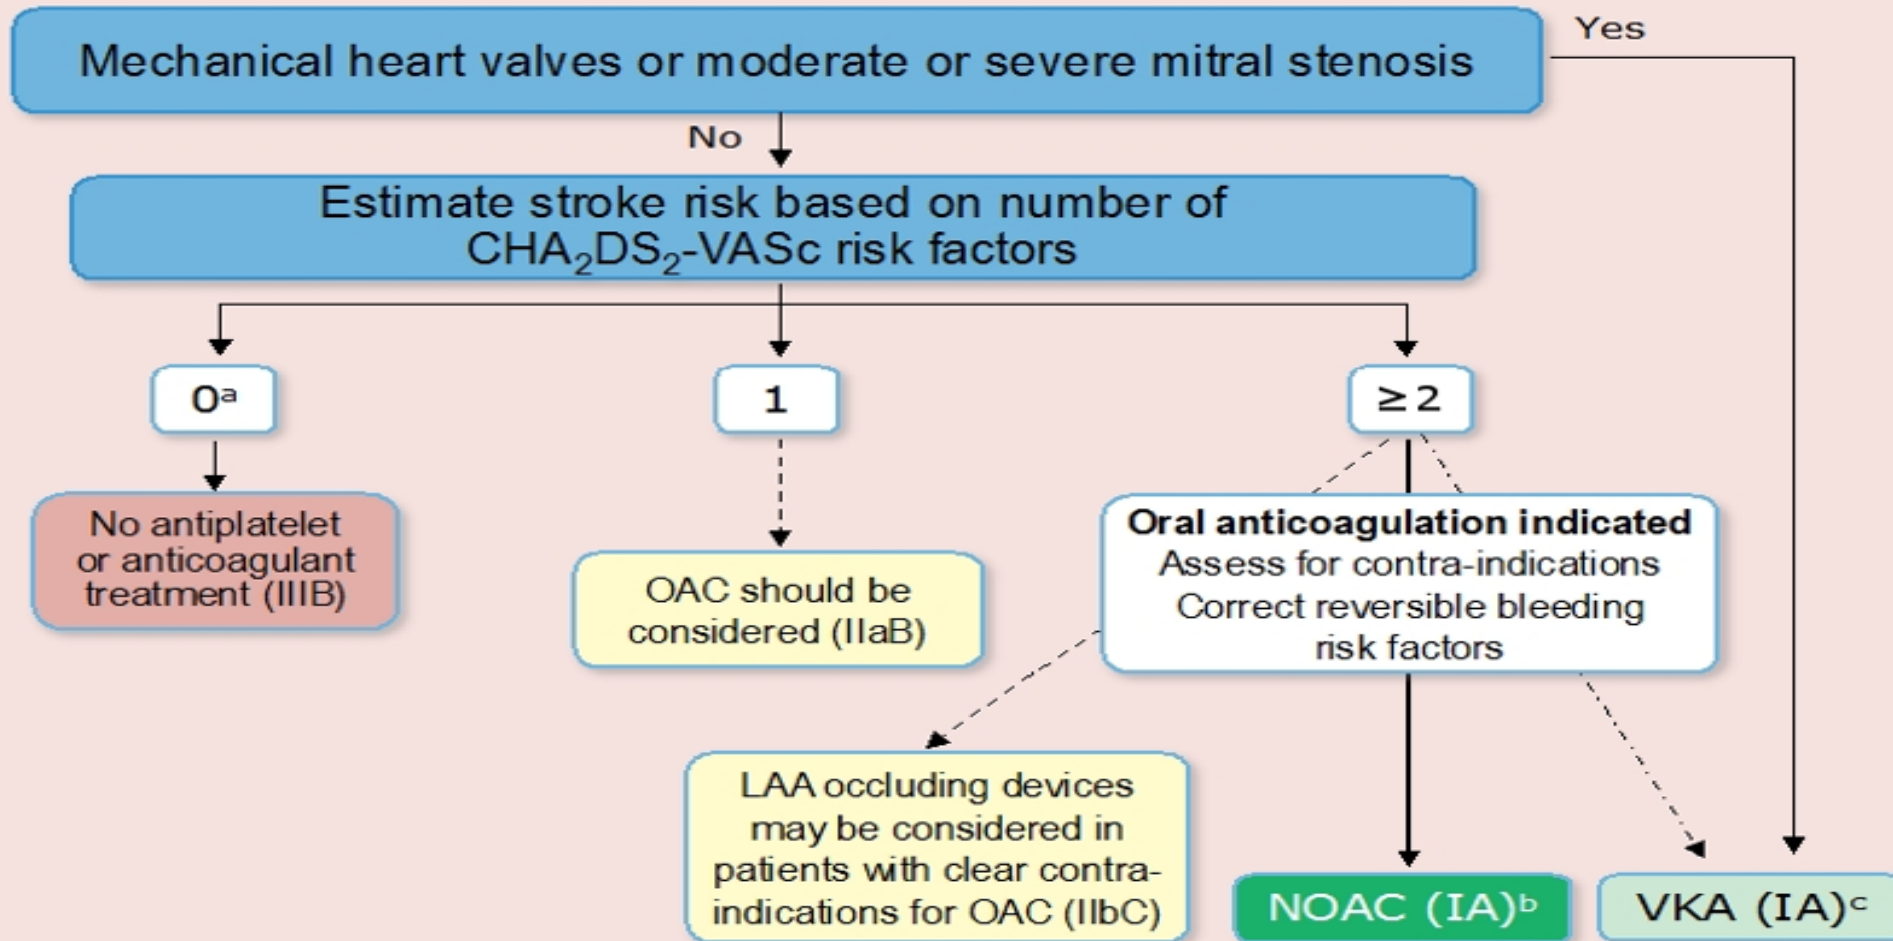 Mechanical heart valves or moderate or severe mitral stenosis
Yes
No
Estimate stroke risk based on number of
CHA₂DS₂-VASc risk factors
0ᵃ
1
≥2
No antiplatelet
or anticoagulant
treatment (IIIB)
OAC should be
considered (IIaB)
Oral anticoagulation indicated
Assess for contra-indications
Correct reversible bleeding
risk factors
LAA occluding devices
may be considered in
patients with clear contra-
indications for OAC (IIbC)
NOAC (IA)ᵇ
VKA (IA)ᶜ